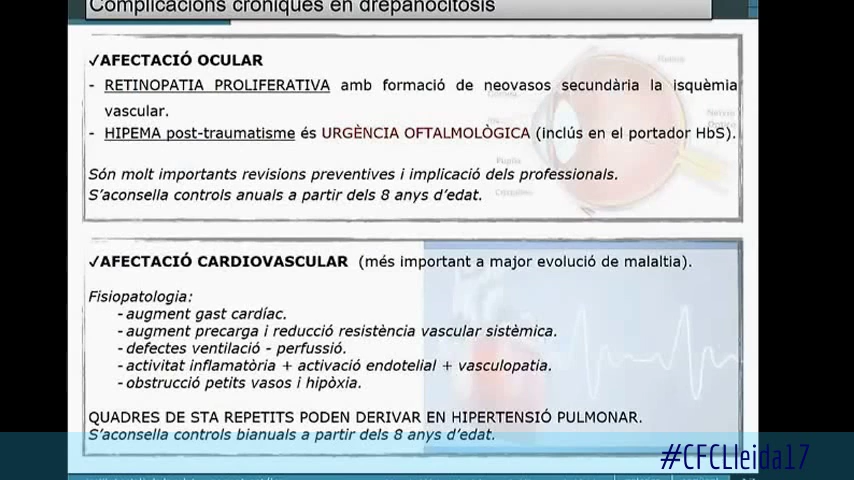 Complicacions cròniques en drepanocitosis
✓AFECTACIÓ OCULAR
- RETINOPATIA PROLIFERATIVA amb formació de neovasos secundària la isquèmia
vascular.
- HIPEMA post-traumatisme és URGÈNCIA OFTALMOLÒGICA (inclús en el portador HbS).
Pupila
Són molt importants revisions preventives i implicació dels professionals.
S'aconsella controls anuals a partir dels 8 anys d'edat.
✓AFECTACIÓ CARDIOVASCULAR (més important a major evolució de malaltia).
Fisiopatologia:
- augment gast cardíac.
- augment precarga i reducció resistència vascular sistèmica.
- defectes ventilació - perfussió.
- activitat inflamatòria + activació endotelial + vasculopatia.
- obstrucció petits vasos i hipòxia.
QUADRES DE STA REPETITS PODEN DERIVAR EN HIPERTENSIÓ PULMONAR.
S'aconsella controls bianuals a partir dels 8 anys d'edat.
#CFCLleida17